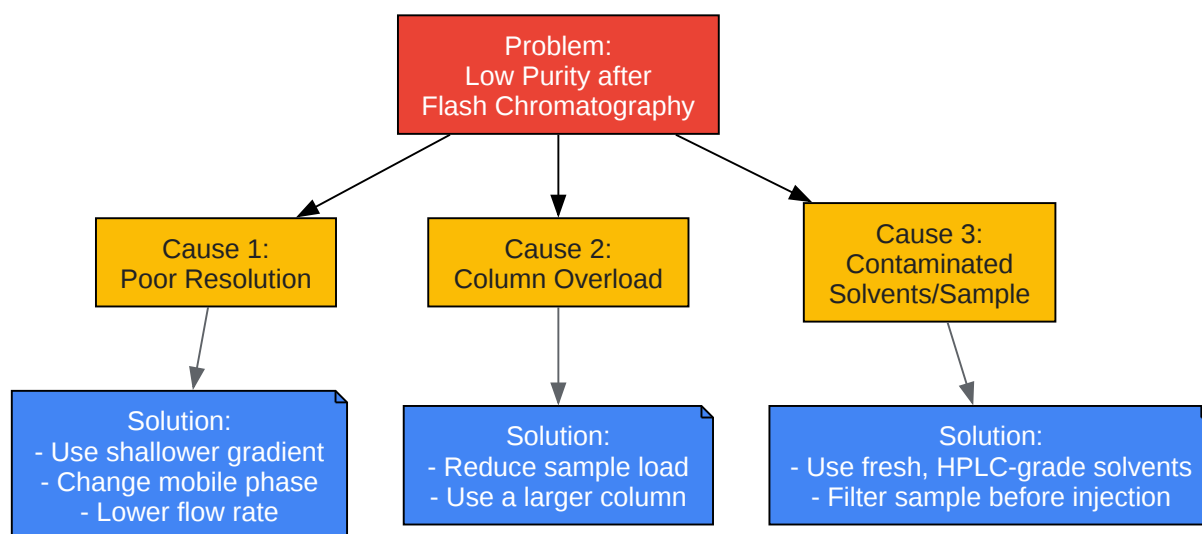 Problem:
Low Purity after
Flash Chromatography
Cause 1:
Poor Resolution
Cause 2:
Column Overload
Cause 3:
Contaminated
Solvents/Sample
Solution:
- Use shallower gradient
- Change mobile phase
- Lower flow rate
Solution:
- Reduce sample load
- Use a larger column
Solution:
- Use fresh, HPLC-grade solvents
- Filter sample before injection